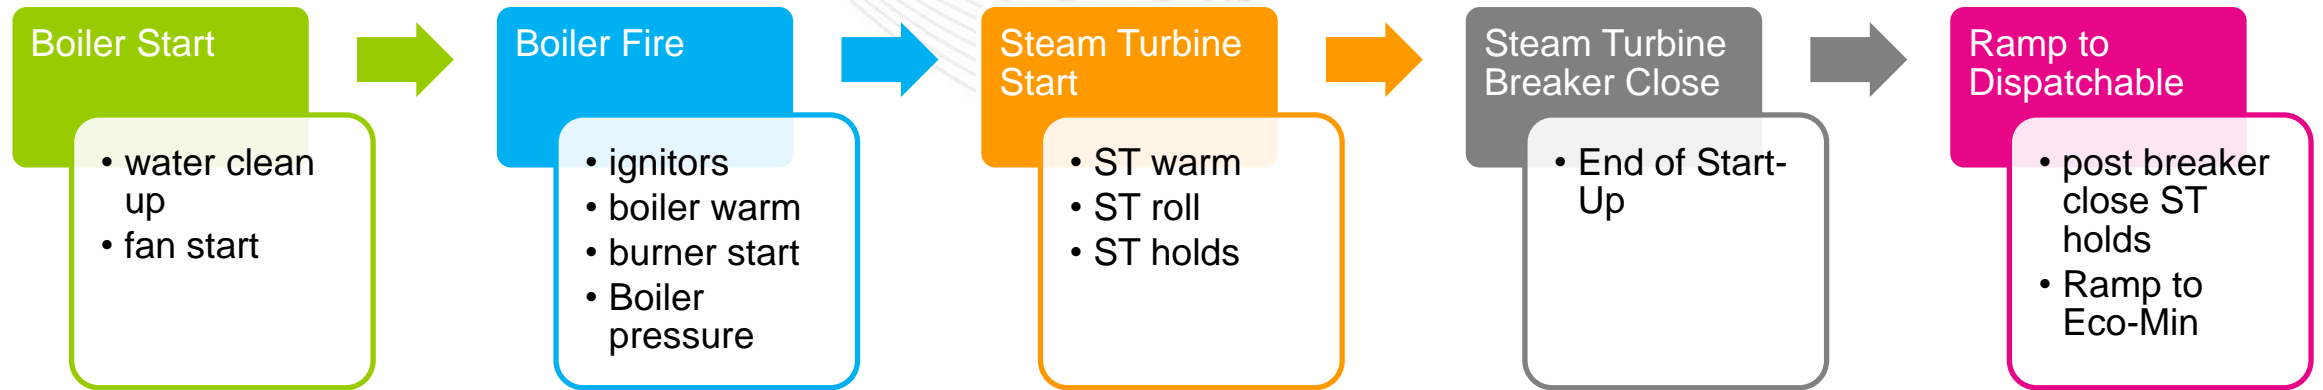 Boiler Start
• water clean
up
• fan start
Boiler Fire
• ignitors
• boiler warm
• burner start
• Boiler
pressure
Steam Turbine
Start
• ST warm
• ST roll
• ST holds
Steam Turbine
Breaker Close
• End of Start-
Up
Ramp to
Dispatchable
• post breaker
close ST
holds
• Ramp to
Eco-Min